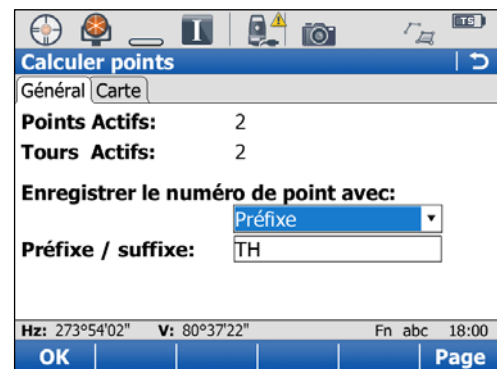 I
TS
Calculer points
Général Carte
Points Actifs: 2
Tours Actifs: 2
Enregistrer le numéro de point avec:
Préfixe
Préfixe / suffixe: TH
Hz: 273°54'02" V: 80°37'22" Fn abc 18:00
OK Page